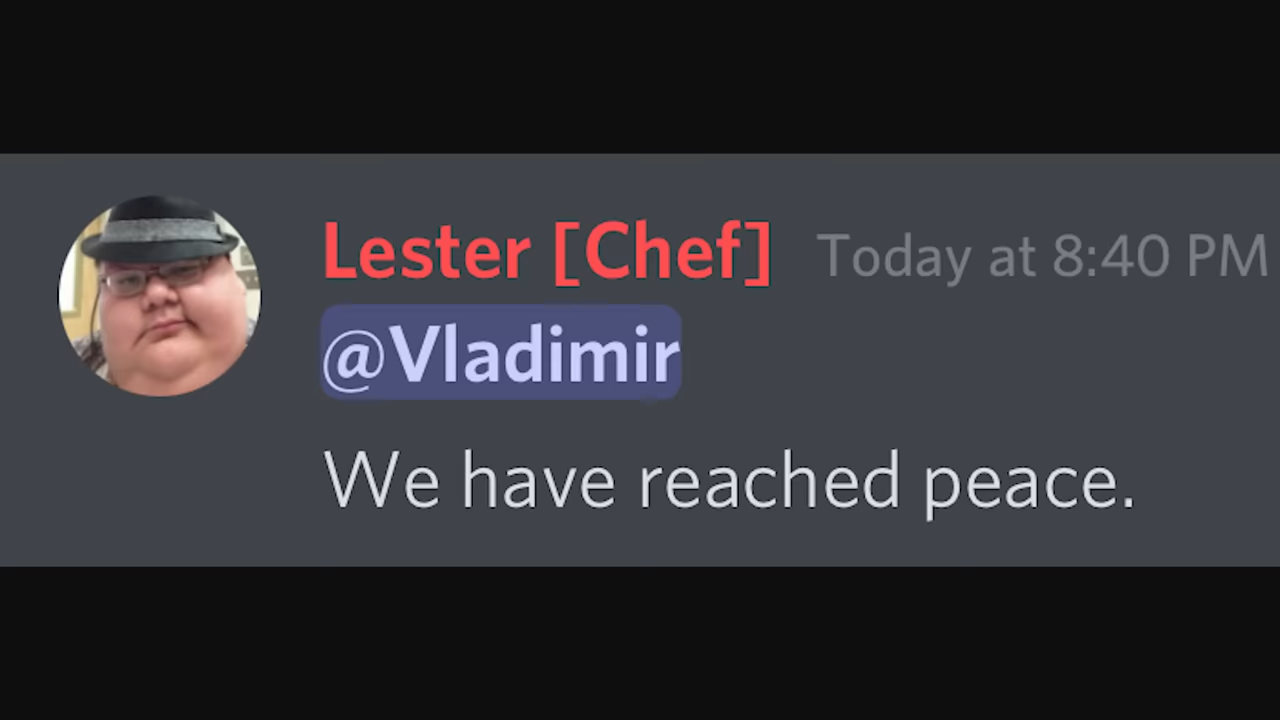 Lester [Chef] Today at 8:40 PM
@Vladimir
We have reached peace.